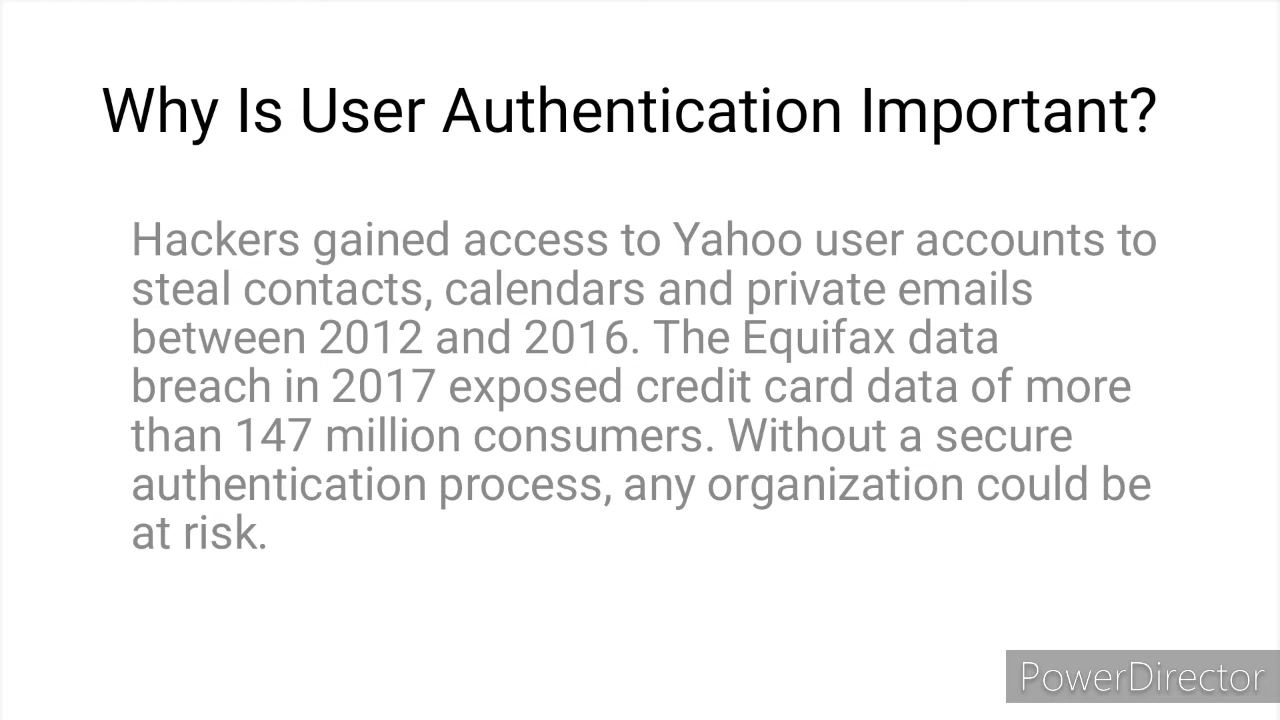 Why Is User Authentication Important?
Hackers gained access to Yahoo user accounts to
steal contacts, calendars and private emails
between 2012 and 2016. The Equifax data
breach in 2017 exposed credit card data of more
than 147 million consumers. Without a secure
authentication process, any organization could be
at risk.
PowerDirector